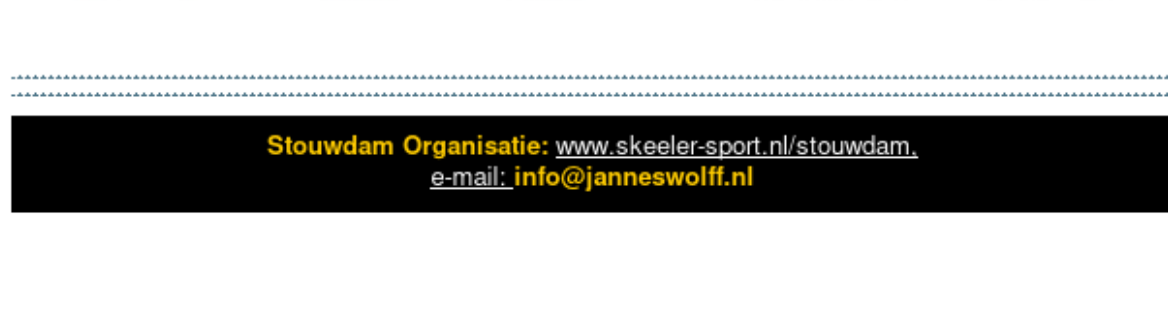 Stouwdam Organisatie: www.skeeler-sport.nl/stouwdam.
e-mail: info@janneswolff.nl